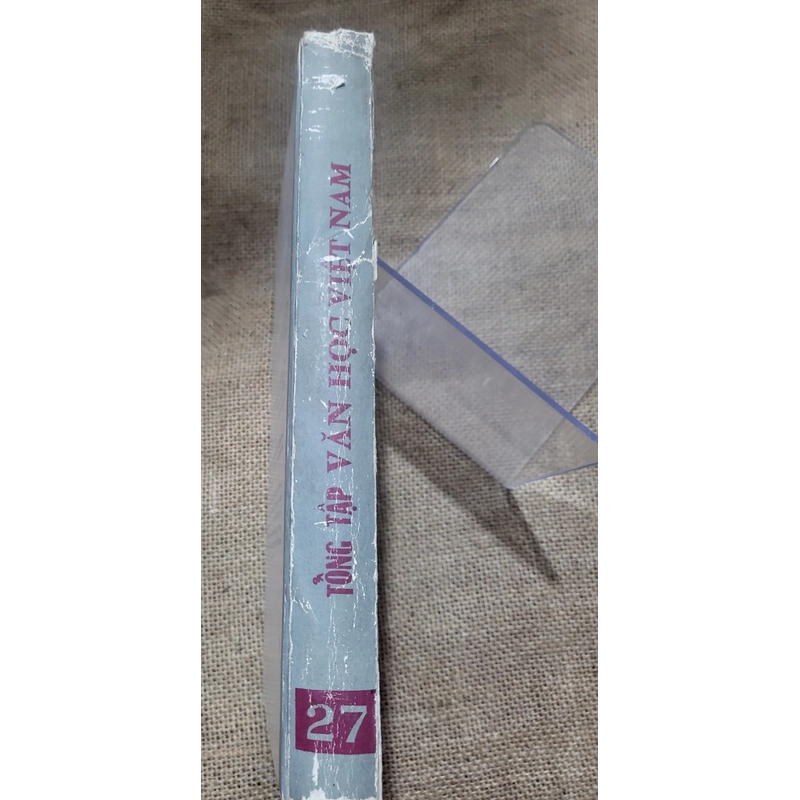 TỔNG TẬP VĂN HỌC VIỆT NAM
27